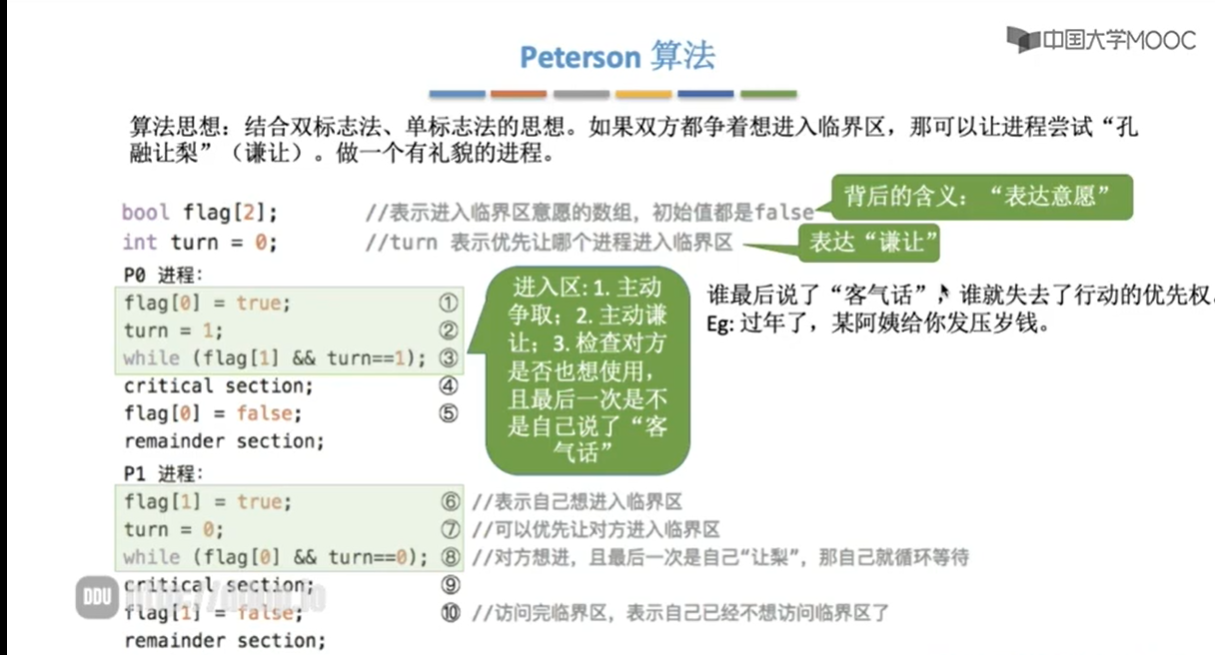 中国大学MOOC
Peterson 算法
算法思想：结合双标志法、单标志法的思想。如果双方都争着想进入临界区，那可以让进程尝试“孔
融让梨”（谦让）。做一个有礼貌的进程。
背后的含义：“表达意愿”
bool flag[2]; //表示进入临界区意愿的数组，初始值都是false
int turn = 0; //turn 表示优先让哪个进程进入临界区
表达“谦让”
P0 进程：
flag[0] = true; ①
turn = 1; ②
while (flag[1] && turn==1); ③
critical section; ④
flag[0] = false; ⑤
remainder section;
进入区：1. 主动
争取；2. 主动谦
让；3. 检查对方
是否也想使用，
且最后一次是不
是自己说了“客
气话”
谁最后说了“客气话”，谁就失去了行动的优先权
Eg: 过年了，某阿姨给你发压岁钱。
P1 进程：
flag[1] = true; ⑥ //表示自己想进入临界区
turn = 0; ⑦ //可以优先让对方进入临界区
while (flag[0] && turn==0); ⑧ //对方想进，且最后一次是自己“让梨”，那自己就循环等待
critical section; ⑨
flag[1] = false; ⑩ //访问完临界区，表示自己已经不想访问临界区了
remainder section;
DDU